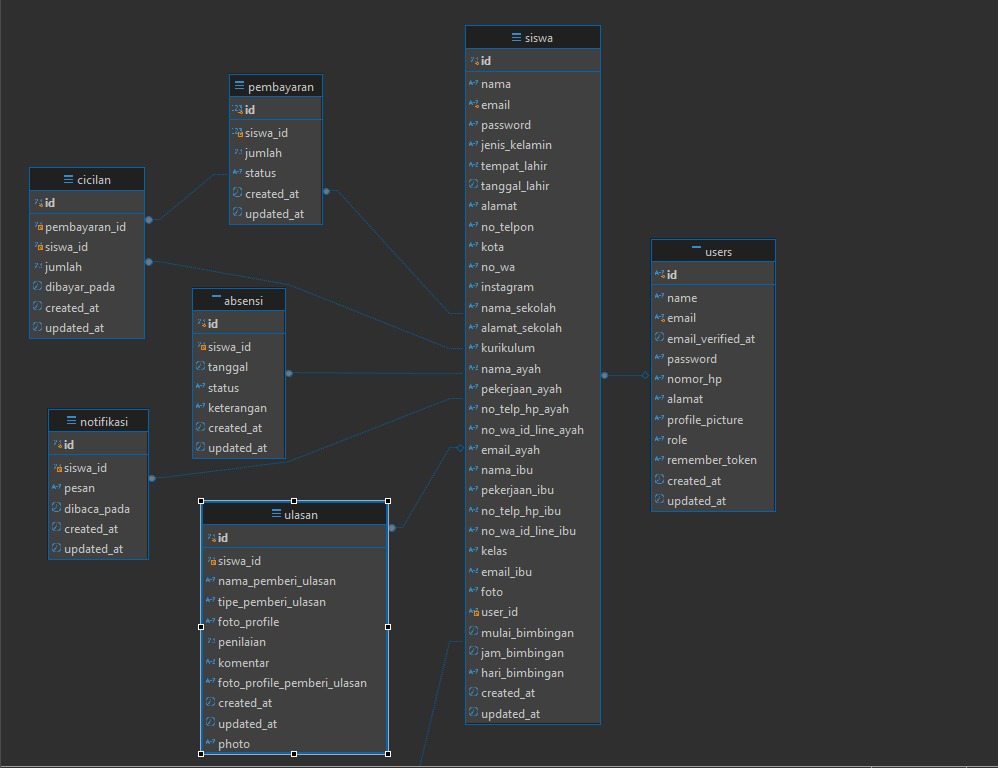 siswa
id
nama
email
password
jenis_kelamin
tempat_lahir
tanggal_lahir
alamat
no_telpon
kota
no_wa
instagram
nama_sekolah
alamat_sekolah
kurikulum
nama_ayah
pekerjaan_ayah
no_telp_hp_ayah
no_wa_id_line_ayah
email_ayah
nama_ibu
pekerjaan_ibu
no_telp_hp_ibu
no_wa_id_line_ibu
kelas
email_ibu
foto
user_id
mulai_bimbingan
jam_bimbingan
hari_bimbingan
created_at
updated_at
pembayaran
id
siswa_id
jumlah
status
created_at
updated_at
cicilan
id
pembayaran_id
siswa_id
jumlah
dibayar_pada
created_at
updated_at
absensi
id
siswa_id
tanggal
status
keterangan
created_at
updated_at
notifikasi
id
siswa_id
pesan
dibaca_pada
created_at
updated_at
ulasan
id
siswa_id
nama_pemberi_ulasan
tipe_pemberi_ulasan
foto_profile
penilaian
komentar
foto_profile_pemberi_ulasan
created_at
updated_at
photo
users
id
name
email
email_verified_at
password
nomor_hp
alamat
profile_picture
role
remember_token
created_at
updated_at